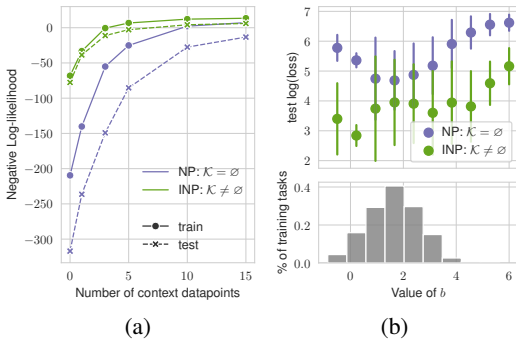 Negative Log-likelihood
0
−50
−100
−150
−200
−250
−300
NP: 𝒦 = ∅
INP: 𝒦 ≠ ∅
train
test
0 5 10 15
Number of context datapoints
(a)
test log(loss)
7
6
5
4
3
2
NP: 𝒦 = ∅
INP: 𝒦 ≠ ∅
% of training tasks
0.4
0.2
0.0
0 2 4 6
Value of b
(b)